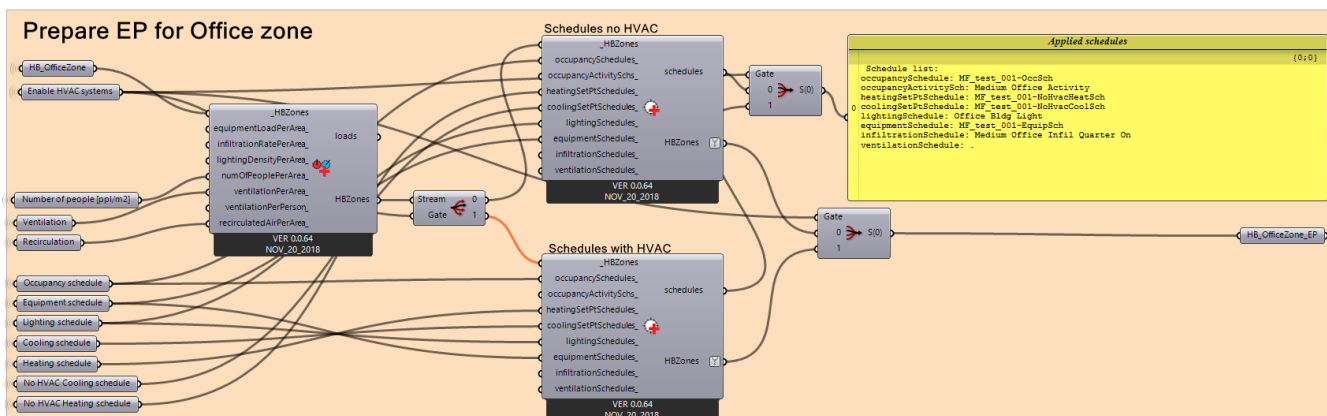 Prepare EP for Office zone
HB_OfficeZone
Enable HVAC systems
Number of people [ppl/m2]
Ventilation
Recirculation
Occupancy schedule
Equipment schedule
Lighting schedule
Cooling schedule
Heating schedule
No HVAC Cooling schedule
No HVAC Heating schedule
_HBZones
equipmentLoadPerArea_
infiltrationRatePerArea_
lightingDensityPerArea_
numOfPeoplePerArea_
ventilationPerArea_
ventilationPerPerson_
recirculatedAirPerArea_
loads
HBZones
VER 0.0.64
NOV_20_2018
Stream
Gate
0
1
Schedules no HVAC
_HBZones
occupancySchedules_
occupancyActivitySchs_
heatingSetPtSchedules_
coolingSetPtSchedules_
lightingSchedules_
equipmentSchedules_
infiltrationSchedules_
ventilationSchedules_
schedules
HBZones
VER 0.0.64
NOV_20_2018
Schedules with HVAC
_HBZones
occupancySchedules_
occupancyActivitySchs_
heatingSetPtSchedules_
coolingSetPtSchedules_
lightingSchedules_
equipmentSchedules_
infiltrationSchedules_
ventilationSchedules_
schedules
HBZones
VER 0.0.64
NOV_20_2018
Gate
0
1
S(0)
Gate
0
1
S(0)
Applied schedules
{0;0}
0
Schedule list:
occupancySchedule: MF_test_001-OccSch
occupancyActivitySch: Medium Office Activity
heatingSetPtSchedule: MF_test_001-NoHvacHeatSch
coolingSetPtSchedule: MF_test_001-NoHvacCoolSch
lightingSchedule: Office Bldg Light
equipmentSchedule: MF_test_001-EquipSch
infiltrationSchedule: Medium Office Infil Quarter On
ventilationSchedule: .
HB_OfficeZone_EP